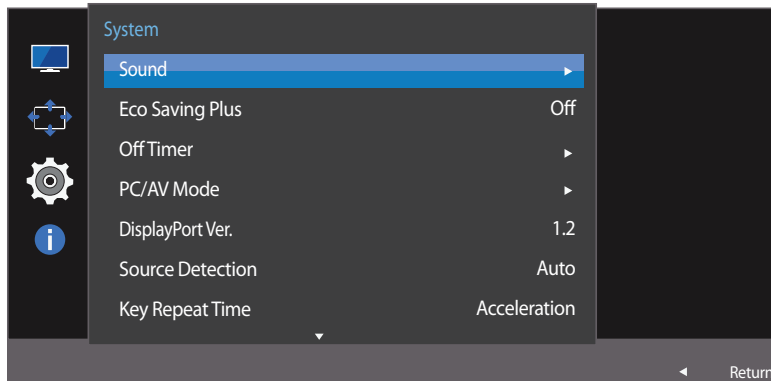 System
Sound
Eco Saving Plus Off
Off Timer
PC/AV Mode
DisplayPort Ver. 1.2
Source Detection Auto
Key Repeat Time Acceleration
Return